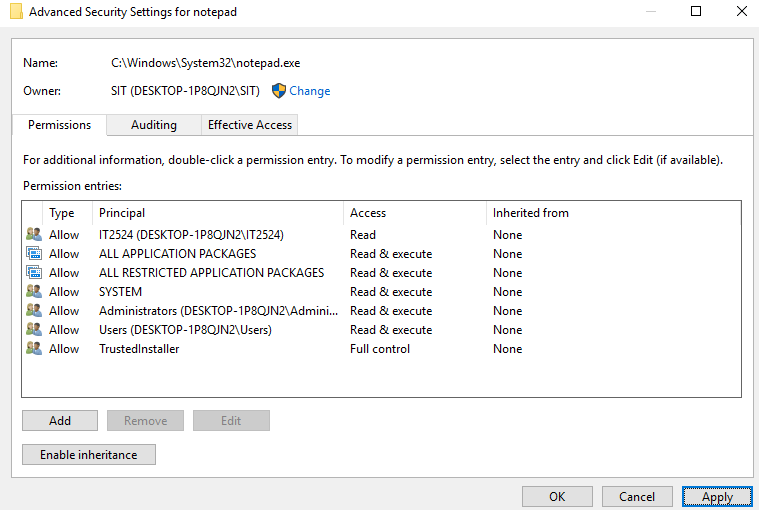 Advanced Security Settings for notepad
Name: C:\Windows\System32\notepad.exe
Owner: SIT (DESKTOP-1P8QJN2\SIT) Change
Permissions Auditing Effective Access
For additional information, double-click a permission entry. To modify a permission entry, select the entry and click Edit (if available).
Permission entries:
Type Principal Access Inherited from
Allow IT2524 (DESKTOP-1P8QJN2\IT2524) Read None
Allow ALL APPLICATION PACKAGES Read & execute None
Allow ALL RESTRICTED APPLICATION PACKAGES Read & execute None
Allow SYSTEM Read & execute None
Allow Administrators (DESKTOP-1P8QJN2\Admini... Read & execute None
Allow Users (DESKTOP-1P8QJN2\Users) Read & execute None
Allow TrustedInstaller Full control None
Add Remove Edit
Enable inheritance
OK Cancel Apply